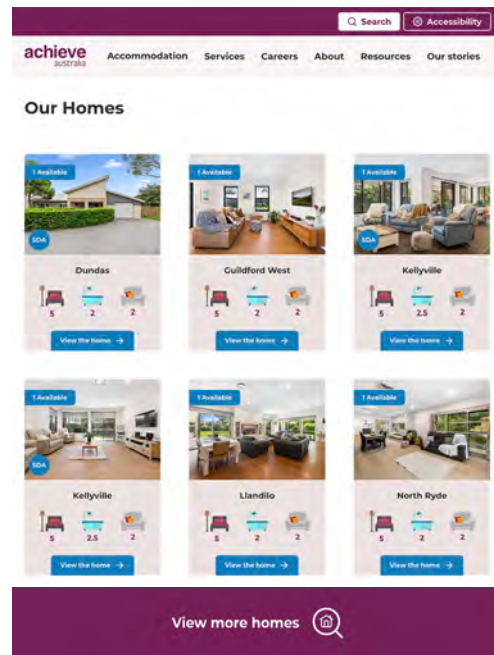 Search Accessibility
achieve australia
Accommodation Services Careers About Resources Our stories
Our Homes
1 Available 1 Available 1 Available
SDA SDA
Dundas Guildford West Kellyville
5 2 2 5 2 2 5 2.5 2
View the home → View the home → View the home →
1 Available 1 Available 1 Available
SDA
Kellyville Llandilo North Ryde
5 2.5 2 5 2 2 5 2 2
View the home → View the home → View the home →
View more homes